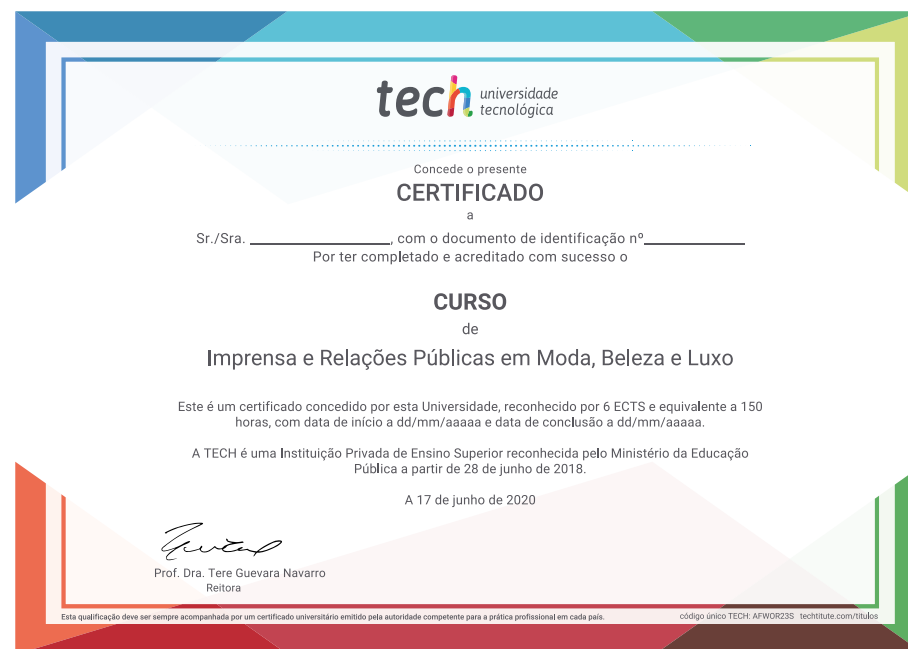 tech universidade
tecnológica
Concede o presente
CERTIFICADO
a
Sr./Sra. ___________________, com o documento de identificação nº______________
Por ter completado e acreditado com sucesso o
CURSO
de
Imprensa e Relações Públicas em Moda, Beleza e Luxo
Este é um certificado concedido por esta Universidade, reconhecido por 6 ECTS e equivalente a 150
horas, com data de início a dd/mm/aaaaa e data de conclusão a dd/mm/aaaaa.
A TECH é uma Instituição Privada de Ensino Superior reconhecida pelo Ministério da Educação
Pública a partir de 28 de junho de 2018.
A 17 de junho de 2020
Prof. Dra. Tere Guevara Navarro
Reitora
Esta qualificação deve ser sempre acompanhada por um certificado universitário emitido pela autoridade competente para a prática profissional em cada país. código único TECH: AFWOR23S techtitute.com/titulos